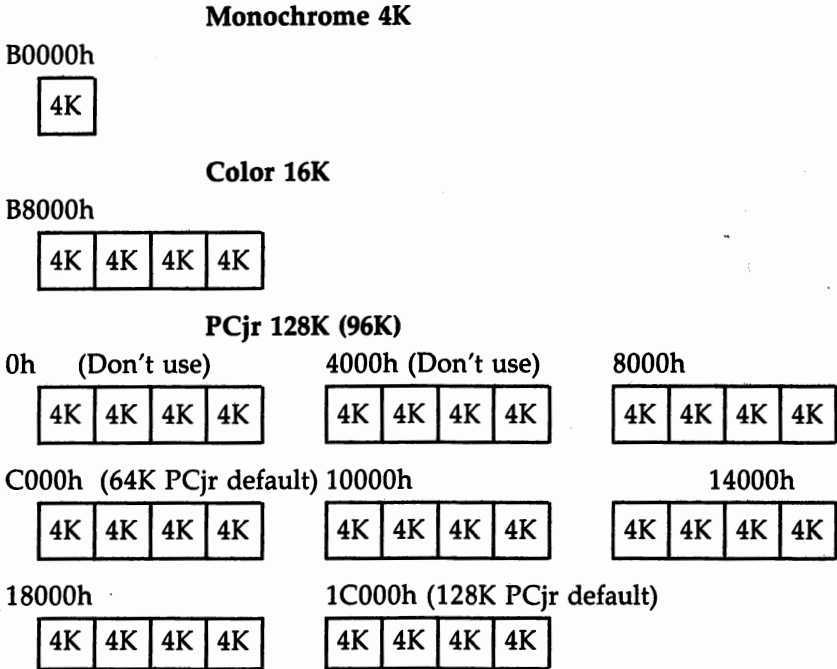 Monochrome 4K
B0000h
4K
Color 16K
B8000h
4K 4K 4K 4K
PCjr 128K (96K)
0h (Don't use) 4000h (Don't use) 8000h
4K 4K 4K 4K 4K 4K 4K 4K 4K 4K 4K 4K
C000h (64K PCjr default) 10000h 14000h
4K 4K 4K 4K 4K 4K 4K 4K 4K 4K 4K 4K
18000h 1C000h (128K PCjr default)
4K 4K 4K 4K 4K 4K 4K 4K